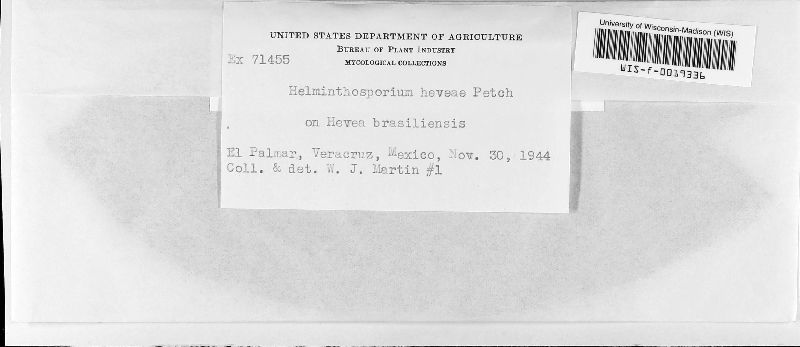 UNITED STATES DEPARTMENT OF AGRICULTURE
BUREAU OF PLANT INDUSTRY
MYCOLOGICAL COLLECTIONS
Ex 71455
Helminthosporium heveae Petch
on Hevea brasiliensis
El Palmar, Veracruz, Mexico, Nov. 30, 1944
Coll. & det. W. J. Martin #1
University of Wisconsin-Madison (WIS)
WIS-f-0039336